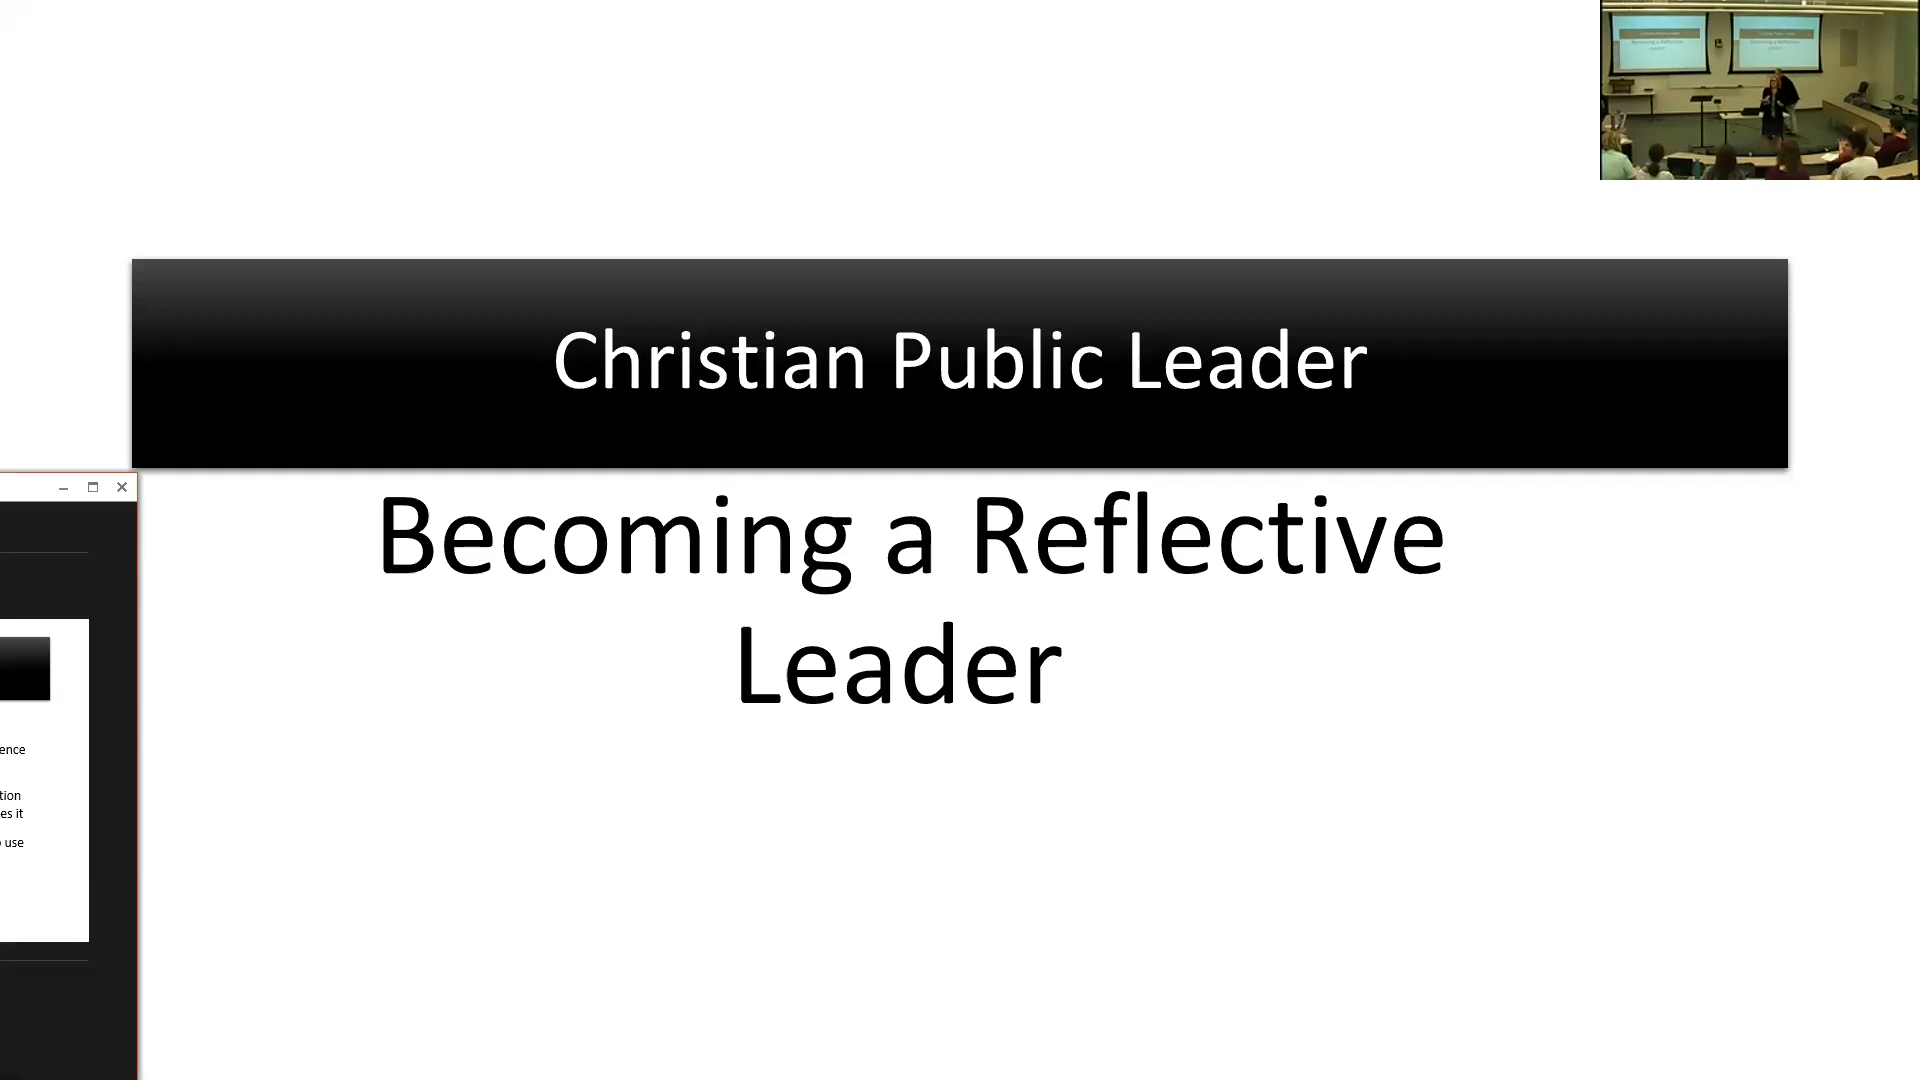 Christian Public Leader
Becoming a Reflective
Leader
ence
tion
es it
use